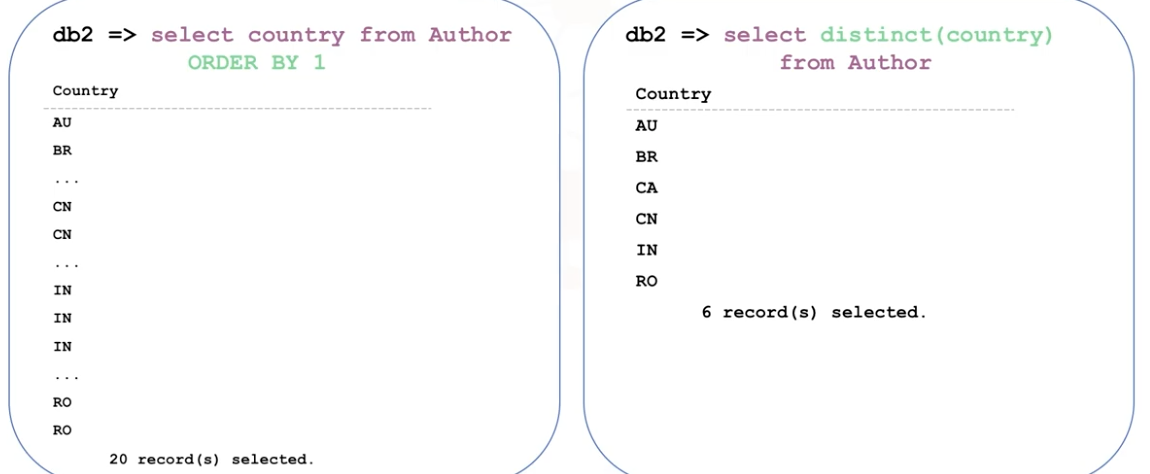 db2 => select country from Author
ORDER BY 1
Country
AU
BR
...
CN
CN
...
IN
IN
IN
...
RO
RO
20 record(s) selected.
db2 => select distinct(country)
from Author
Country
AU
BR
CA
CN
IN
RO
6 record(s) selected.